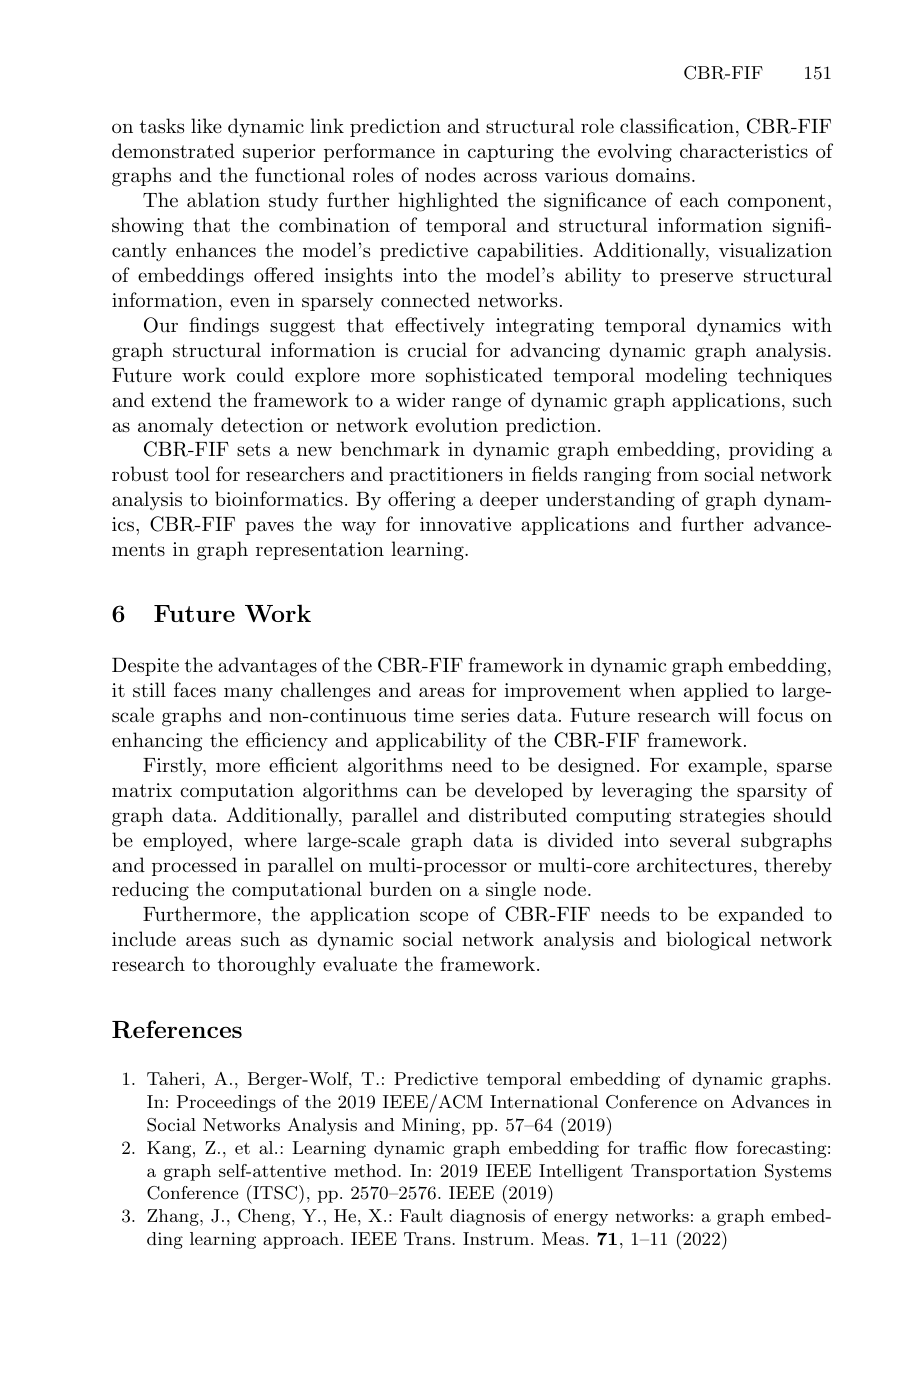 CBR-FIF 151
on tasks like dynamic link prediction and structural role classification, CBR-FIF
demonstrated superior performance in capturing the evolving characteristics of
graphs and the functional roles of nodes across various domains.
The ablation study further highlighted the significance of each component,
showing that the combination of temporal and structural information signifi-
cantly enhances the model's predictive capabilities. Additionally, visualization
of embeddings offered insights into the model's ability to preserve structural
information, even in sparsely connected networks.
Our findings suggest that effectively integrating temporal dynamics with
graph structural information is crucial for advancing dynamic graph analysis.
Future work could explore more sophisticated temporal modeling techniques
and extend the framework to a wider range of dynamic graph applications, such
as anomaly detection or network evolution prediction.
CBR-FIF sets a new benchmark in dynamic graph embedding, providing a
robust tool for researchers and practitioners in fields ranging from social network
analysis to bioinformatics. By offering a deeper understanding of graph dynam-
ics, CBR-FIF paves the way for innovative applications and further advance-
ments in graph representation learning.
6 Future Work
Despite the advantages of the CBR-FIF framework in dynamic graph embedding,
it still faces many challenges and areas for improvement when applied to large-
scale graphs and non-continuous time series data. Future research will focus on
enhancing the efficiency and applicability of the CBR-FIF framework.
Firstly, more efficient algorithms need to be designed. For example, sparse
matrix computation algorithms can be developed by leveraging the sparsity of
graph data. Additionally, parallel and distributed computing strategies should
be employed, where large-scale graph data is divided into several subgraphs
and processed in parallel on multi-processor or multi-core architectures, thereby
reducing the computational burden on a single node.
Furthermore, the application scope of CBR-FIF needs to be expanded to
include areas such as dynamic social network analysis and biological network
research to thoroughly evaluate the framework.
References
1. Taheri, A., Berger-Wolf, T.: Predictive temporal embedding of dynamic graphs.
In: Proceedings of the 2019 IEEE/ACM International Conference on Advances in
Social Networks Analysis and Mining, pp. 57–64 (2019)
2. Kang, Z., et al.: Learning dynamic graph embedding for traffic flow forecasting:
a graph self-attentive method. In: 2019 IEEE Intelligent Transportation Systems
Conference (ITSC), pp. 2570–2576. IEEE (2019)
3. Zhang, J., Cheng, Y., He, X.: Fault diagnosis of energy networks: a graph embed-
ding learning approach. IEEE Trans. Instrum. Meas. 71, 1–11 (2022)